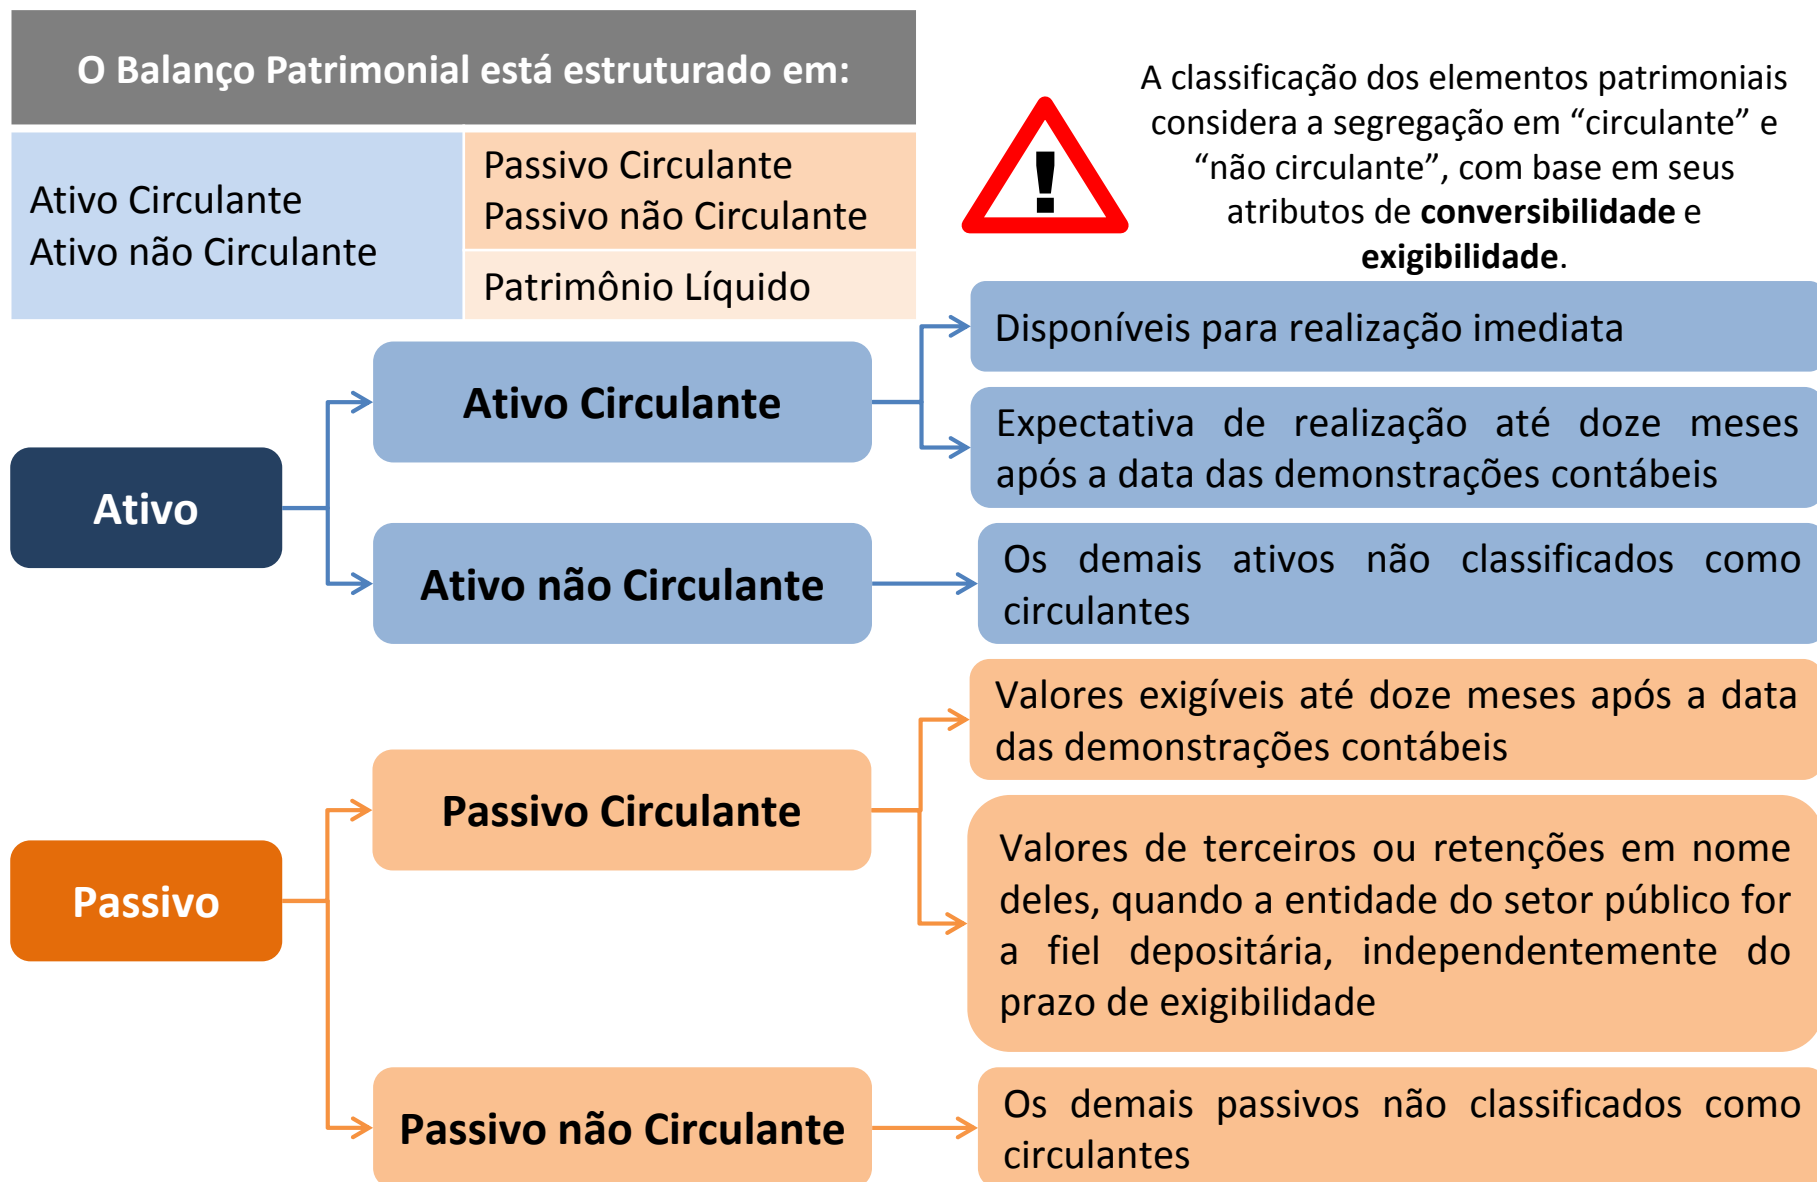 O Balanço Patrimonial está estruturado em:
Ativo Circulante
Ativo não Circulante
Passivo Circulante
Passivo não Circulante
Patrimônio Líquido
!
A classificação dos elementos patrimoniais
considera a segregação em “circulante” e
“não circulante”, com base em seus
atributos de conversibilidade e
exigibilidade.
Ativo
Ativo Circulante
Disponíveis para realização imediata
Expectativa de realização até doze meses
após a data das demonstrações contábeis
Ativo não Circulante
Os demais ativos não classificados como
circulantes
Passivo
Passivo Circulante
Valores exigíveis até doze meses após a data
das demonstrações contábeis
Valores de terceiros ou retenções em nome
deles, quando a entidade do setor público for
a fiel depositária, independentemente do
prazo de exigibilidade
Passivo não Circulante
Os demais passivos não classificados como
circulantes